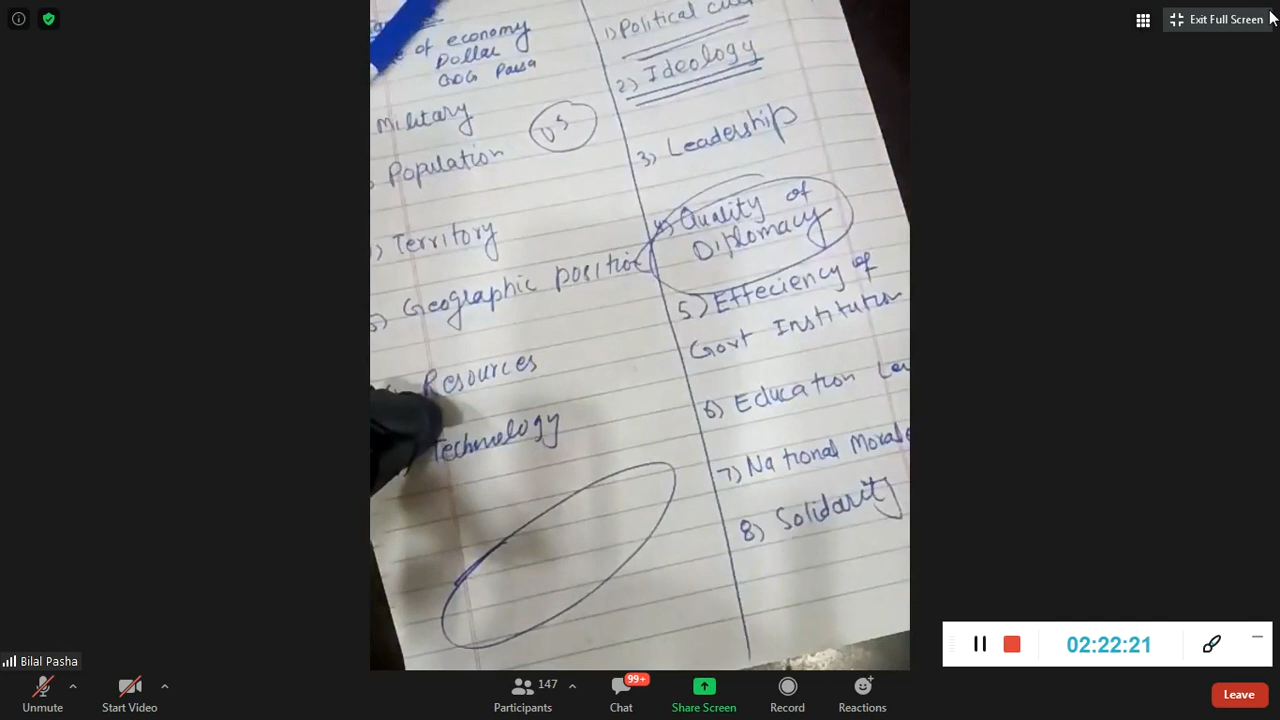 Exit Full Screen
of economy
Dollar
Military
Population
US
Territory
Geographic position
Resources
Technology
1) Political
2) Ideology
3) Leadership
4) Quality of
Diplomacy
5) Effeciency of
Govt Institution
6) Education
7) National Morale
8) Solidarity
02:22:21
Bilal Pasha
Unmute
Start Video
147
Participants
99+
Chat
Share Screen
Record
Reactions
Leave